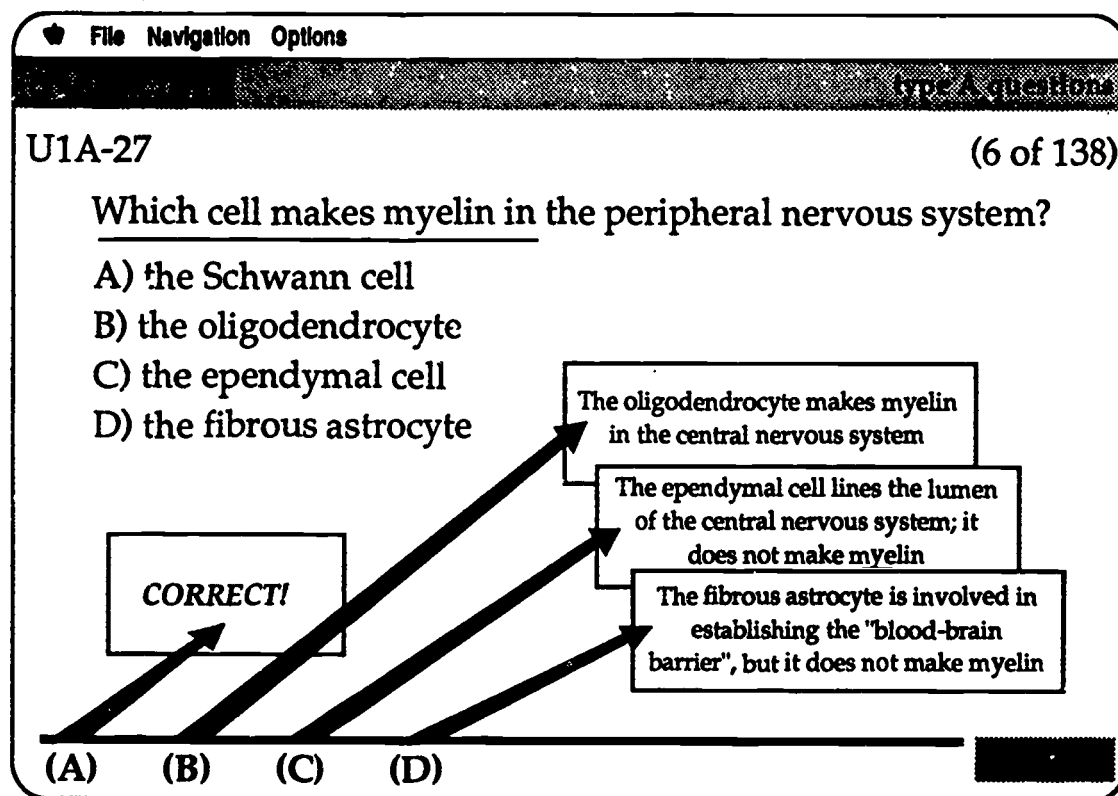 File Navigation Options
type A questions
U1A-27
(6 of 138)
Which cell makes myelin in the peripheral nervous system?
A) the Schwann cell
B) the oligodendrocyte
C) the ependymal cell
D) the fibrous astrocyte
The oligodendrocyte makes myelin
in the central nervous system
The ependymal cell lines the lumen
of the central nervous system; it
does not make myelin
CORRECT!
The fibrous astrocyte is involved in
establishing the "blood-brain
barrier", but it does not make myelin
(A) (B) (C) (D)